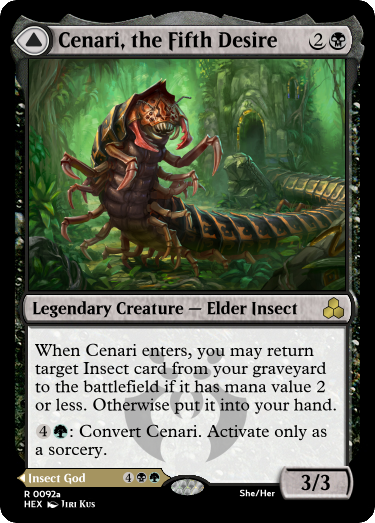 Cenari, the Fifth Desire 2
Legendary Creature — Elder Insect
When Cenari enters, you may return
target Insect card from your graveyard
to the battlefield if it has mana value 2
or less. Otherwise put it into your hand.
4 : Convert Cenari. Activate only as
a sorcery.
Insect God 4
3/3
R 0092a
HEX Jiri Kus
She/Her